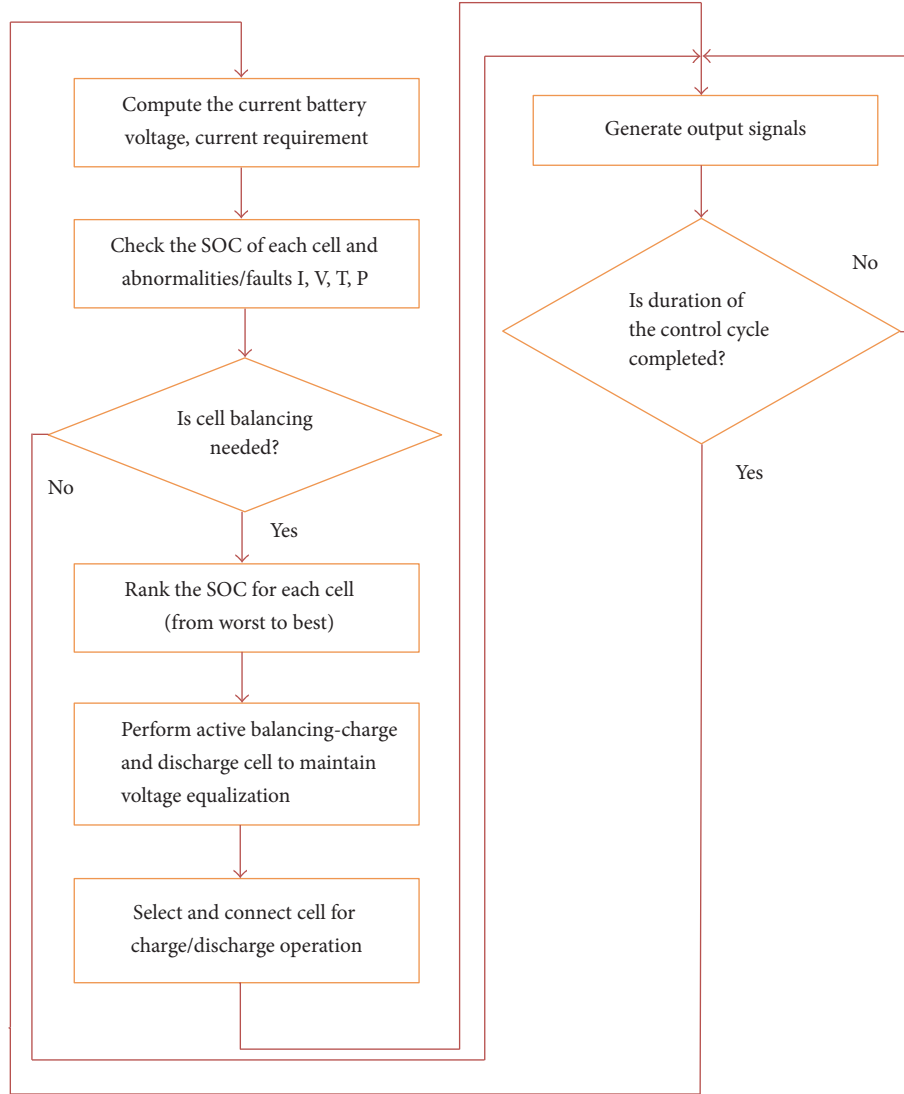 Compute the current battery
voltage, current requirement
Check the SOC of each cell and
abnormalities/faults I, V, T, P
Is cell balancing
needed?
No
Yes
Rank the SOC for each cell
(from worst to best)
Perform active balancing-charge
and discharge cell to maintain
voltage equalization
Select and connect cell for
charge/discharge operation
Generate output signals
Is duration of
the control cycle
completed?
No
Yes